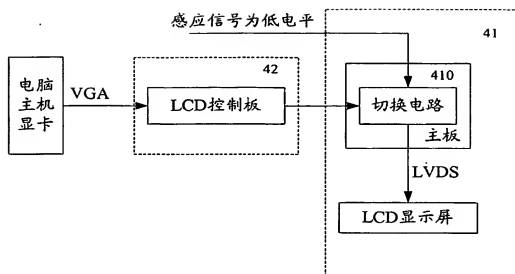 感应信号为低电平
41
42
410
电脑
主机
显卡
VGA
LCD控制板
切换电路
主板
LVDS
LCD显示屏